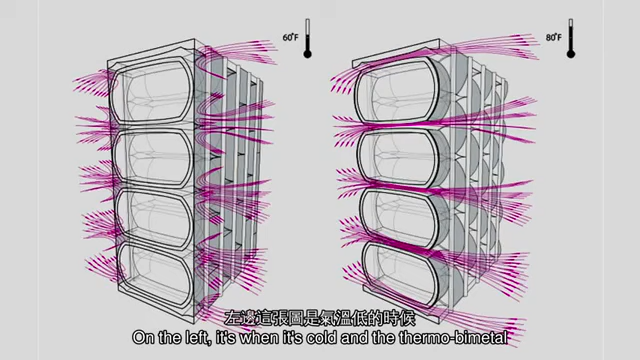 60°F
80°F
左邊這張圖是氣溫低的時候
On the left, it's when it's cold and the thermo-bimetal